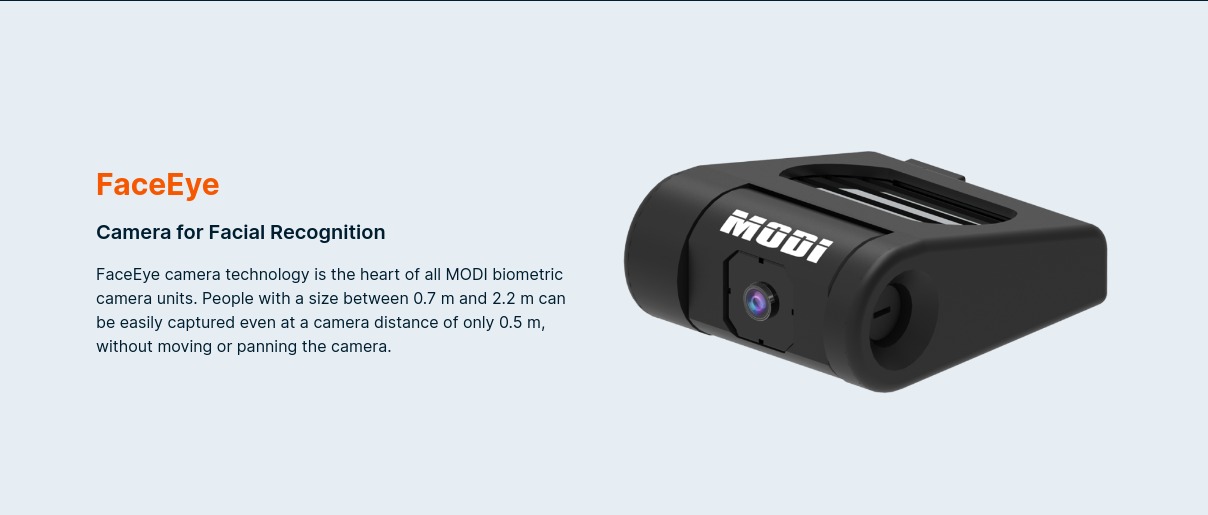 FaceEye
Camera for Facial Recognition
FaceEye camera technology is the heart of all MODI biometric
camera units. People with a size between 0.7 m and 2.2 m can
be easily captured even at a camera distance of only 0.5 m,
without moving or panning the camera.
MODI